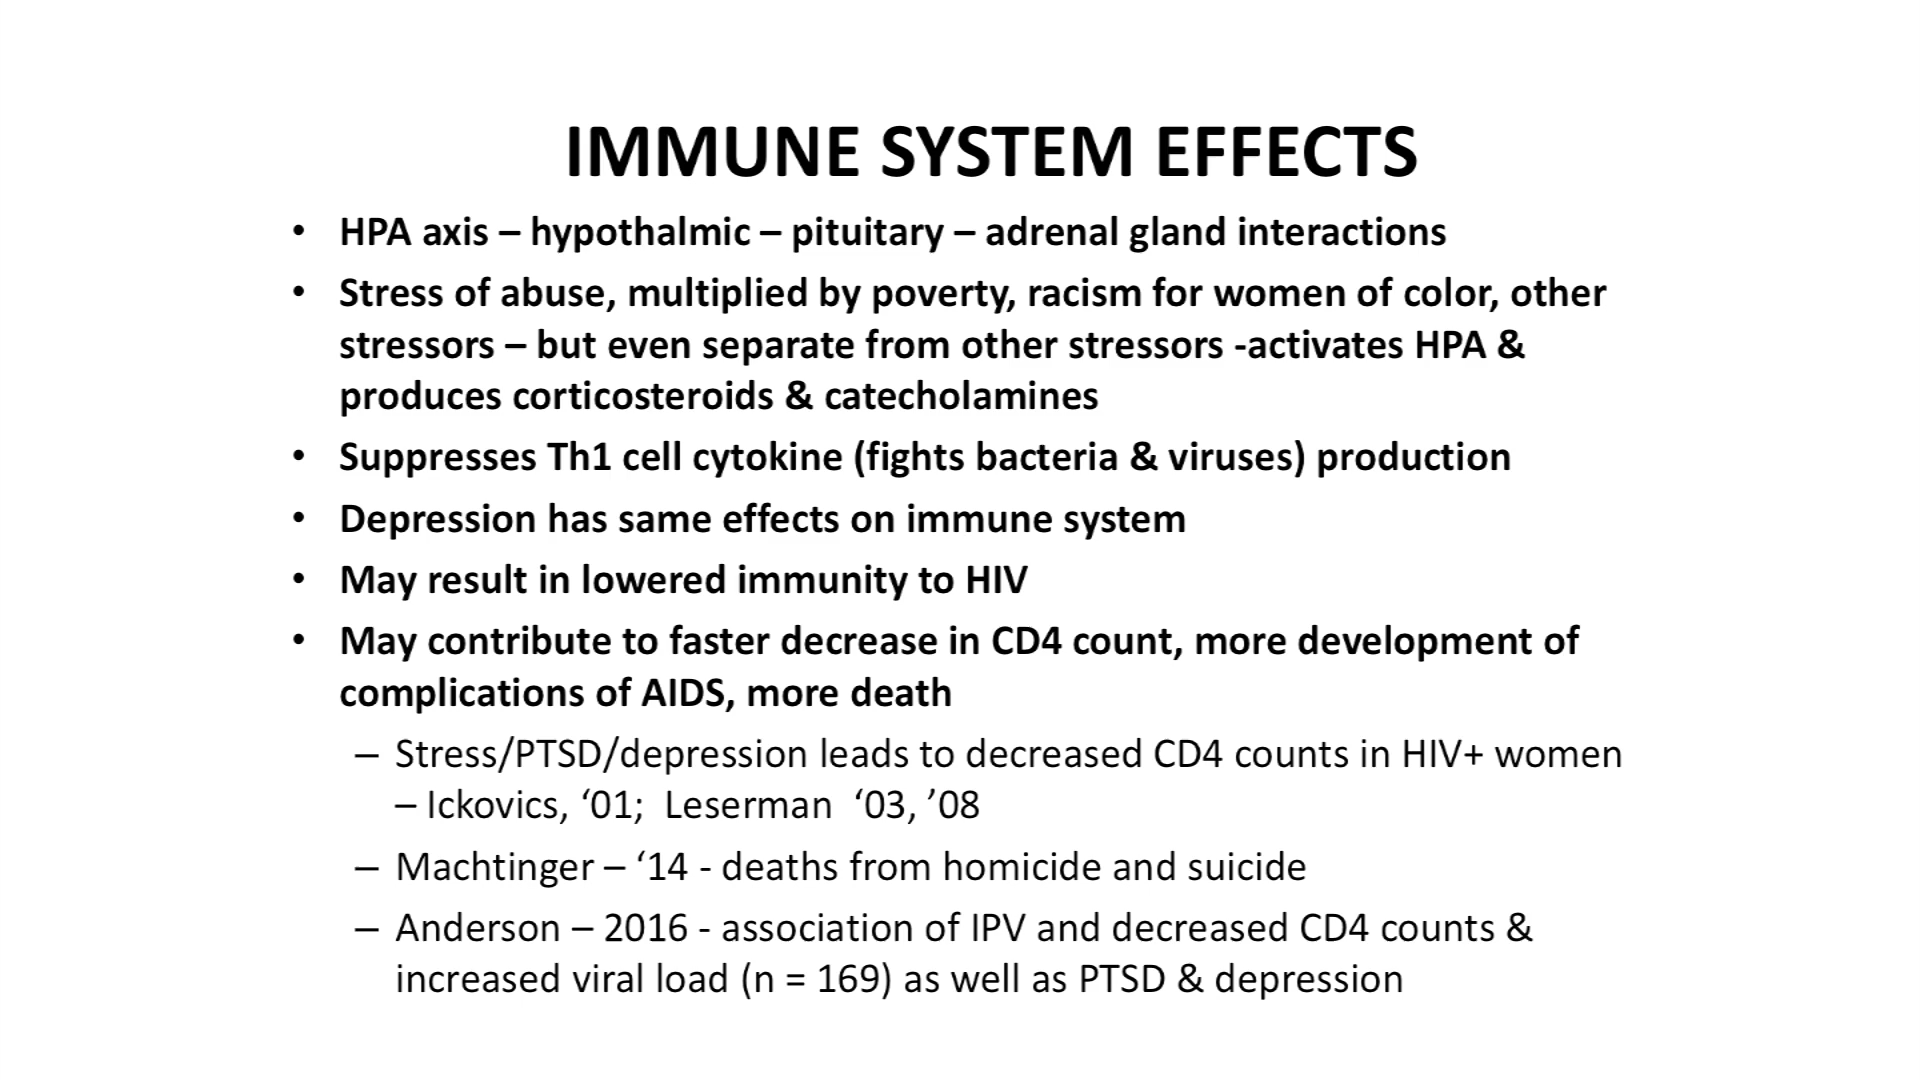 IMMUNE SYSTEM EFFECTS
• HPA axis – hypothalmic – pituitary – adrenal gland interactions
• Stress of abuse, multiplied by poverty, racism for women of color, other
stressors – but even separate from other stressors -activates HPA &
produces corticosteroids & catecholamines
• Suppresses Th1 cell cytokine (fights bacteria & viruses) production
• Depression has same effects on immune system
• May result in lowered immunity to HIV
• May contribute to faster decrease in CD4 count, more development of
complications of AIDS, more death
– Stress/PTSD/depression leads to decreased CD4 counts in HIV+ women
– Ickovics, ‘01;  Leserman  ‘03, ’08
– Machtinger – ‘14 - deaths from homicide and suicide
– Anderson – 2016 - association of IPV and decreased CD4 counts &
increased viral load (n = 169) as well as PTSD & depression